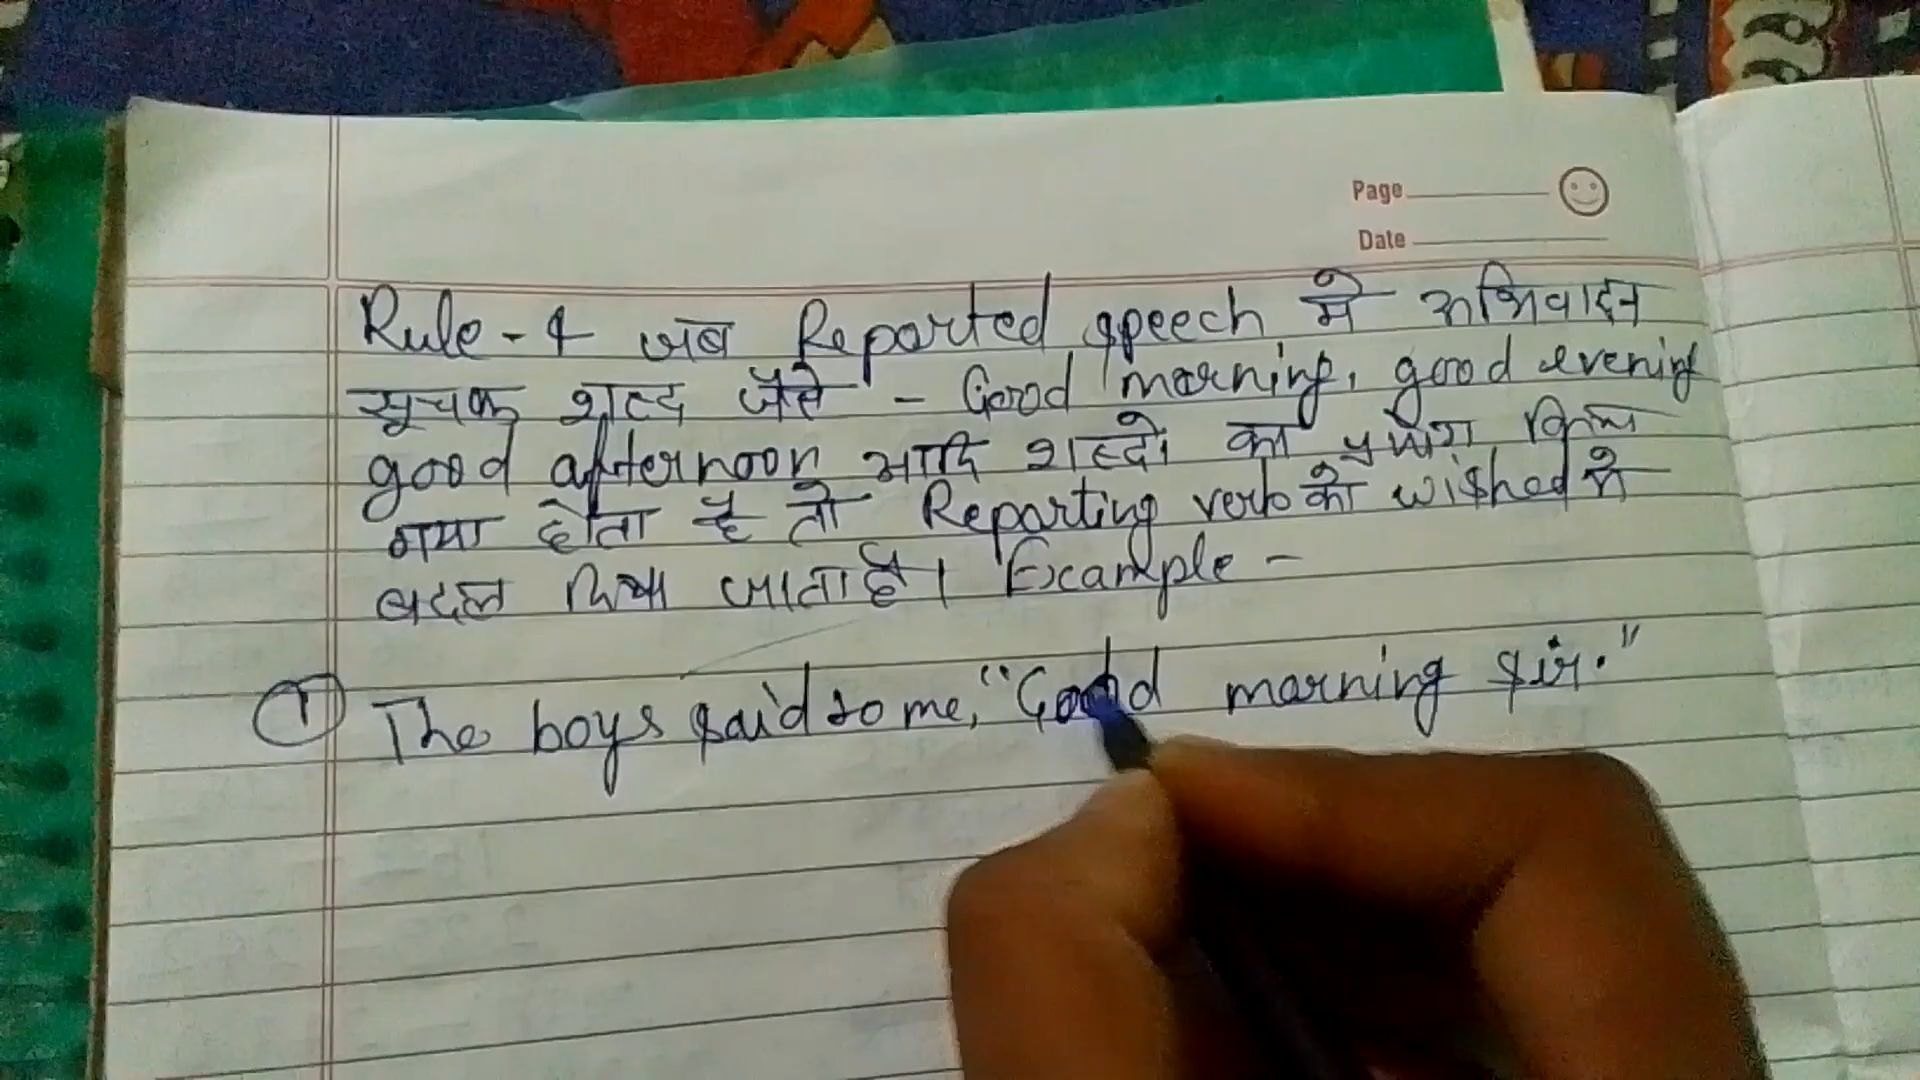 Page
Date
Rule-4 जब Reported speech मे अभिवादन
सूचक शब्द जैसे - Good morning, good evening
good afternoon आदि शब्दो का प्रयोग किया
गया होता है तो Reporting verb को wished से
बदल दिया जाता है। Example -
1 The boys said to me, "Good morning sir."